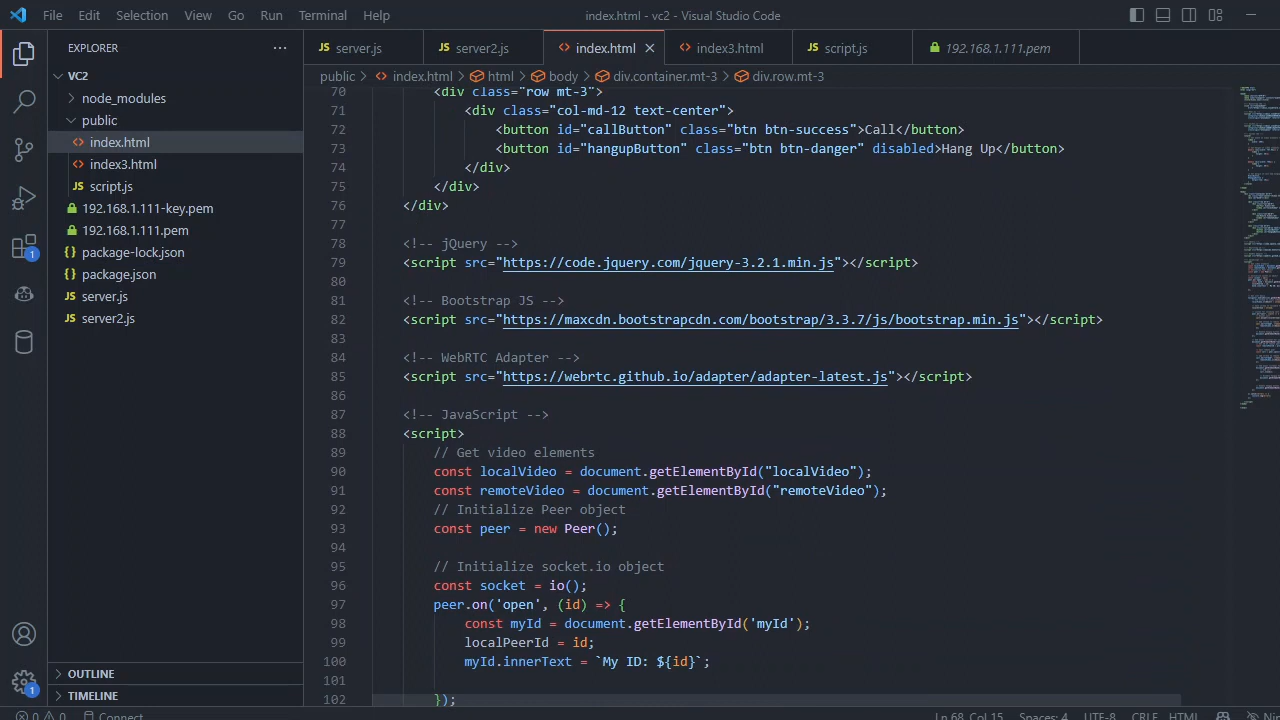 File Edit Selection View Go Run Terminal Help index.html - vc2 - Visual Studio Code
EXPLORER
server.js server2.js index.html index3.html script.js 192.168.1.111.pem
VC2
node_modules
public
index.html
index3.html
script.js
192.168.1.111-key.pem
192.168.1.111.pem
package-lock.json
package.json
server.js
server2.js
OUTLINE
TIMELINE
public > index.html > html > body > div.container.mt-3 > div.row.mt-3
70 <div class="row mt-3">
71 <div class="col-md-12 text-center">
72 <button id="callButton" class="btn btn-success">Call</button>
73 <button id="hangupButton" class="btn btn-danger" disabled>Hang Up</button>
74 </div>
75 </div>
76 </div>
77
78 <!-- jQuery -->
79 <script src="https://code.jquery.com/jquery-3.2.1.min.js"></script>
80
81 <!-- Bootstrap JS -->
82 <script src="https://maxcdn.bootstrapcdn.com/bootstrap/3.3.7/js/bootstrap.min.js"></script>
83
84 <!-- WebRTC Adapter -->
85 <script src="https://webrtc.github.io/adapter/adapter-latest.js"></script>
86
87 <!-- JavaScript -->
88 <script>
89 // Get video elements
90 const localVideo = document.getElementById("localVideo");
91 const remoteVideo = document.getElementById("remoteVideo");
92 // Initialize Peer object
93 const peer = new Peer();
94
95 // Initialize socket.io object
96 const socket = io();
97 peer.on('open', (id) => {
98 const myId = document.getElementById('myId');
99 localPeerId = id;
100 myId.innerText = `My ID: ${id}`;
101
102 });
1
1
0 0 Connect Ln 68, Col 15 Spaces: 4 UTF-8 CRLF HTML